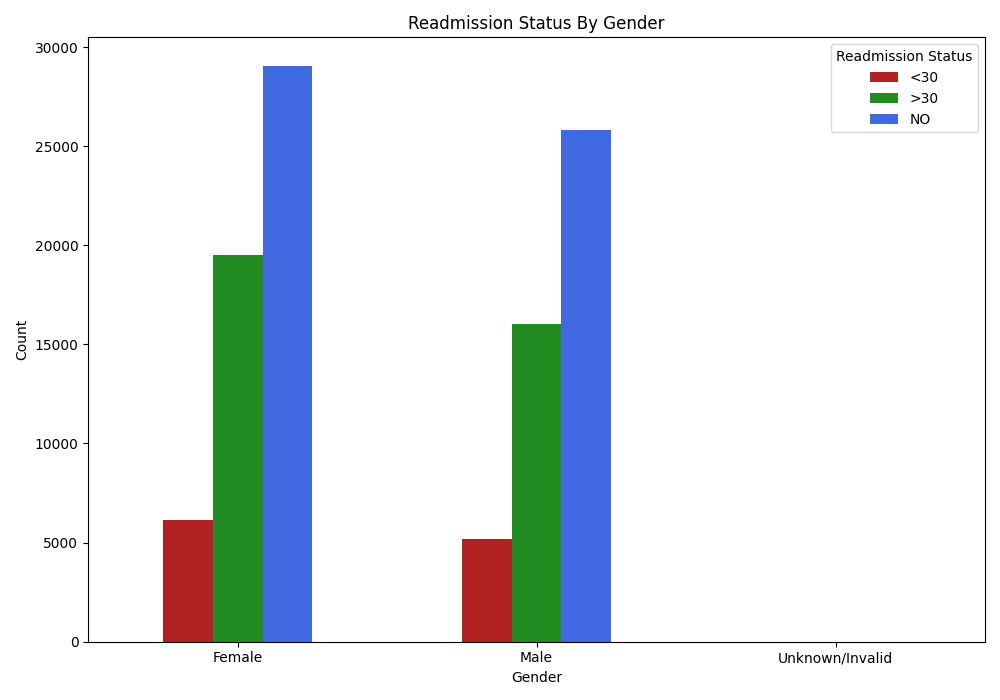 Readmission Status By Gender
Readmission Status
<30
>30
NO
30000
25000
20000
15000
10000
5000
0
Count
Female
Male
Unknown/Invalid
Gender